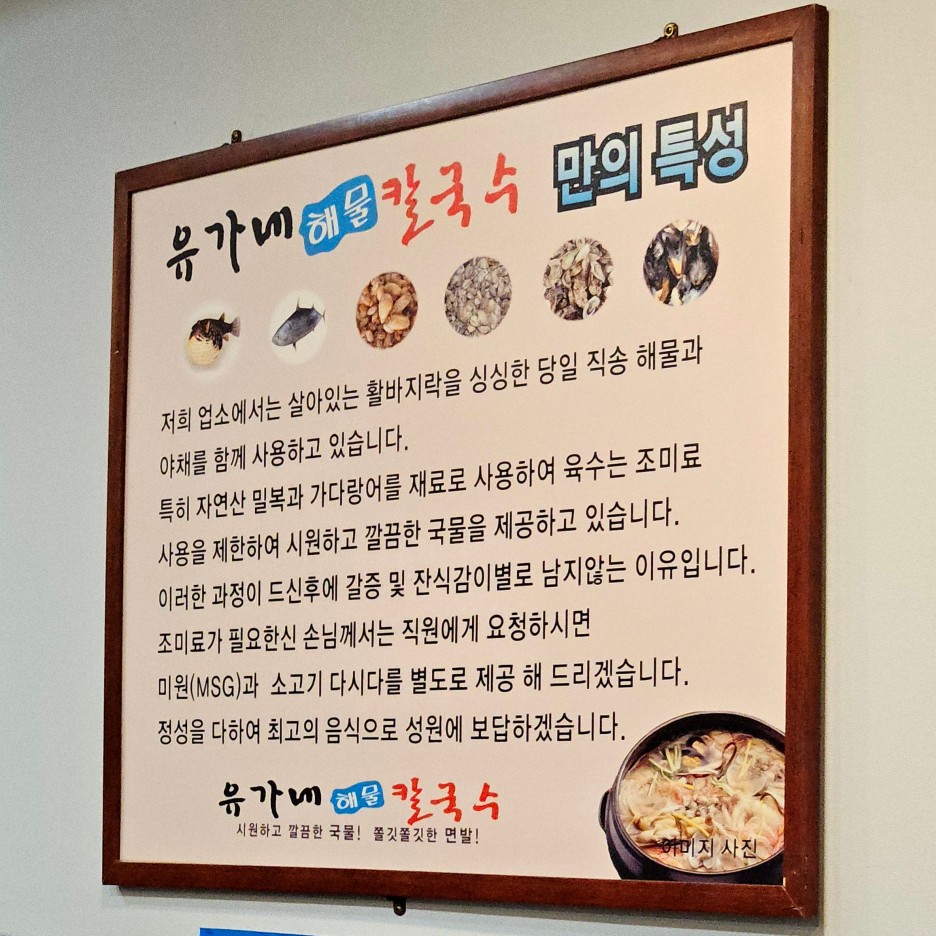 유가네 해물 칼국수 만의 특성
저희 업소에서는 살아있는 활바지락을 싱싱한 당일 직송 해물과
야채를 함께 사용하고 있습니다.
특히 자연산 밀복과 가다랑어를 재료로 사용하여 육수는 조미료
사용을 제한하여 시원하고 깔끔한 국물을 제공하고 있습니다.
이러한 과정이 드신후에 갈증 및 잔식감이별로 남지않는 이유입니다.
조미료가 필요한신 손님께서는 직원에게 요청하시면
미원(MSG)과 소고기 다시다를 별도로 제공 해 드리겠습니다.
정성을 다하여 최고의 음식으로 성원에 보답하겠습니다.
유가네 해물 칼국수
시원하고 깔끔한 국물! 쫄깃쫄깃한 면발!
이미지 사진